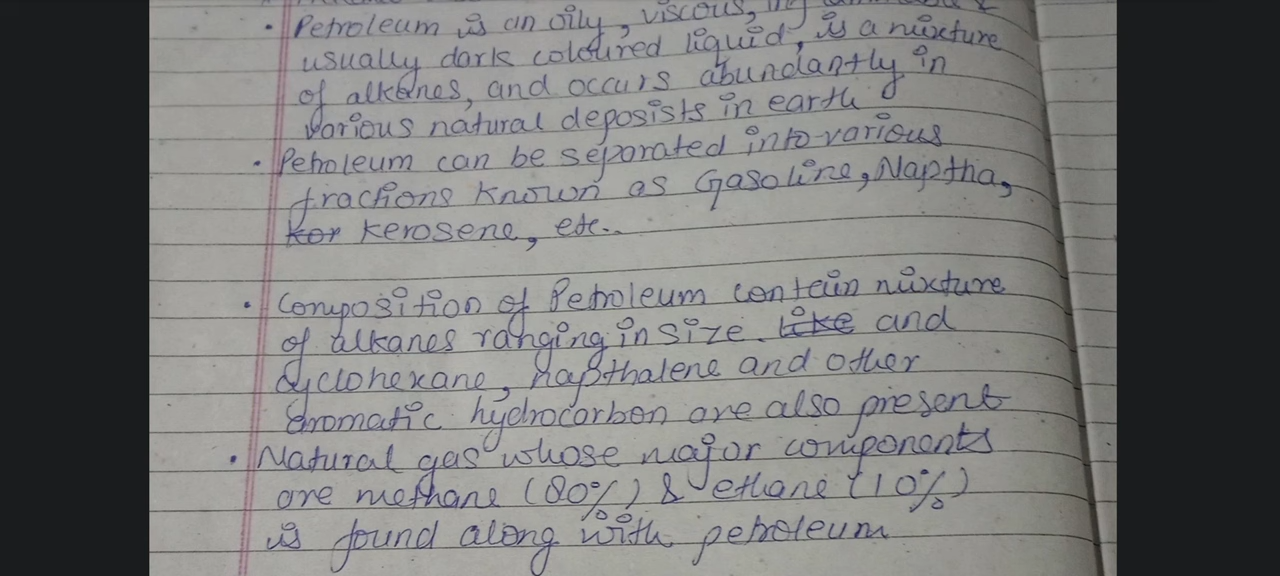 • Petroleum is an oily, viscous,
usually dark coloured liquid, is a mixture
of alkanes, and occurs abundantly in
various natural deposists in earth
• Petroleum can be separated into various
fractions known as Gasoline, Naptha,
kor kerosene, etc..
• Composition of Petroleum contain mixture
of alkanes ranging in size. like and
cyclohexane, napthalene and other
aromatic hydrocarbon are also present
• Natural gas whose major components
are methane (80%) & ethane (10%)
is found along with petroleum